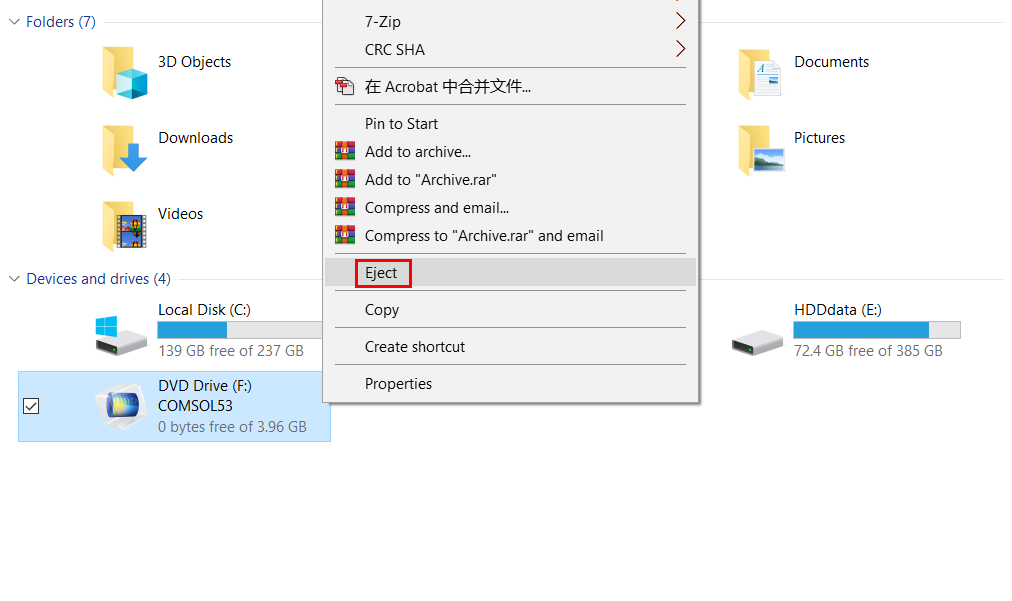 Folders (7)
3D Objects
Documents
Downloads
Pictures
Videos
Devices and drives (4)
Local Disk (C:)
139 GB free of 237 GB
HDDdata (E:)
72.4 GB free of 385 GB
DVD Drive (F:)
COMSOL53
0 bytes free of 3.96 GB
7-Zip
CRC SHA
在 Acrobat 中合并文件...
Pin to Start
Add to archive...
Add to "Archive.rar"
Compress and email...
Compress to "Archive.rar" and email
Eject
Copy
Create shortcut
Properties